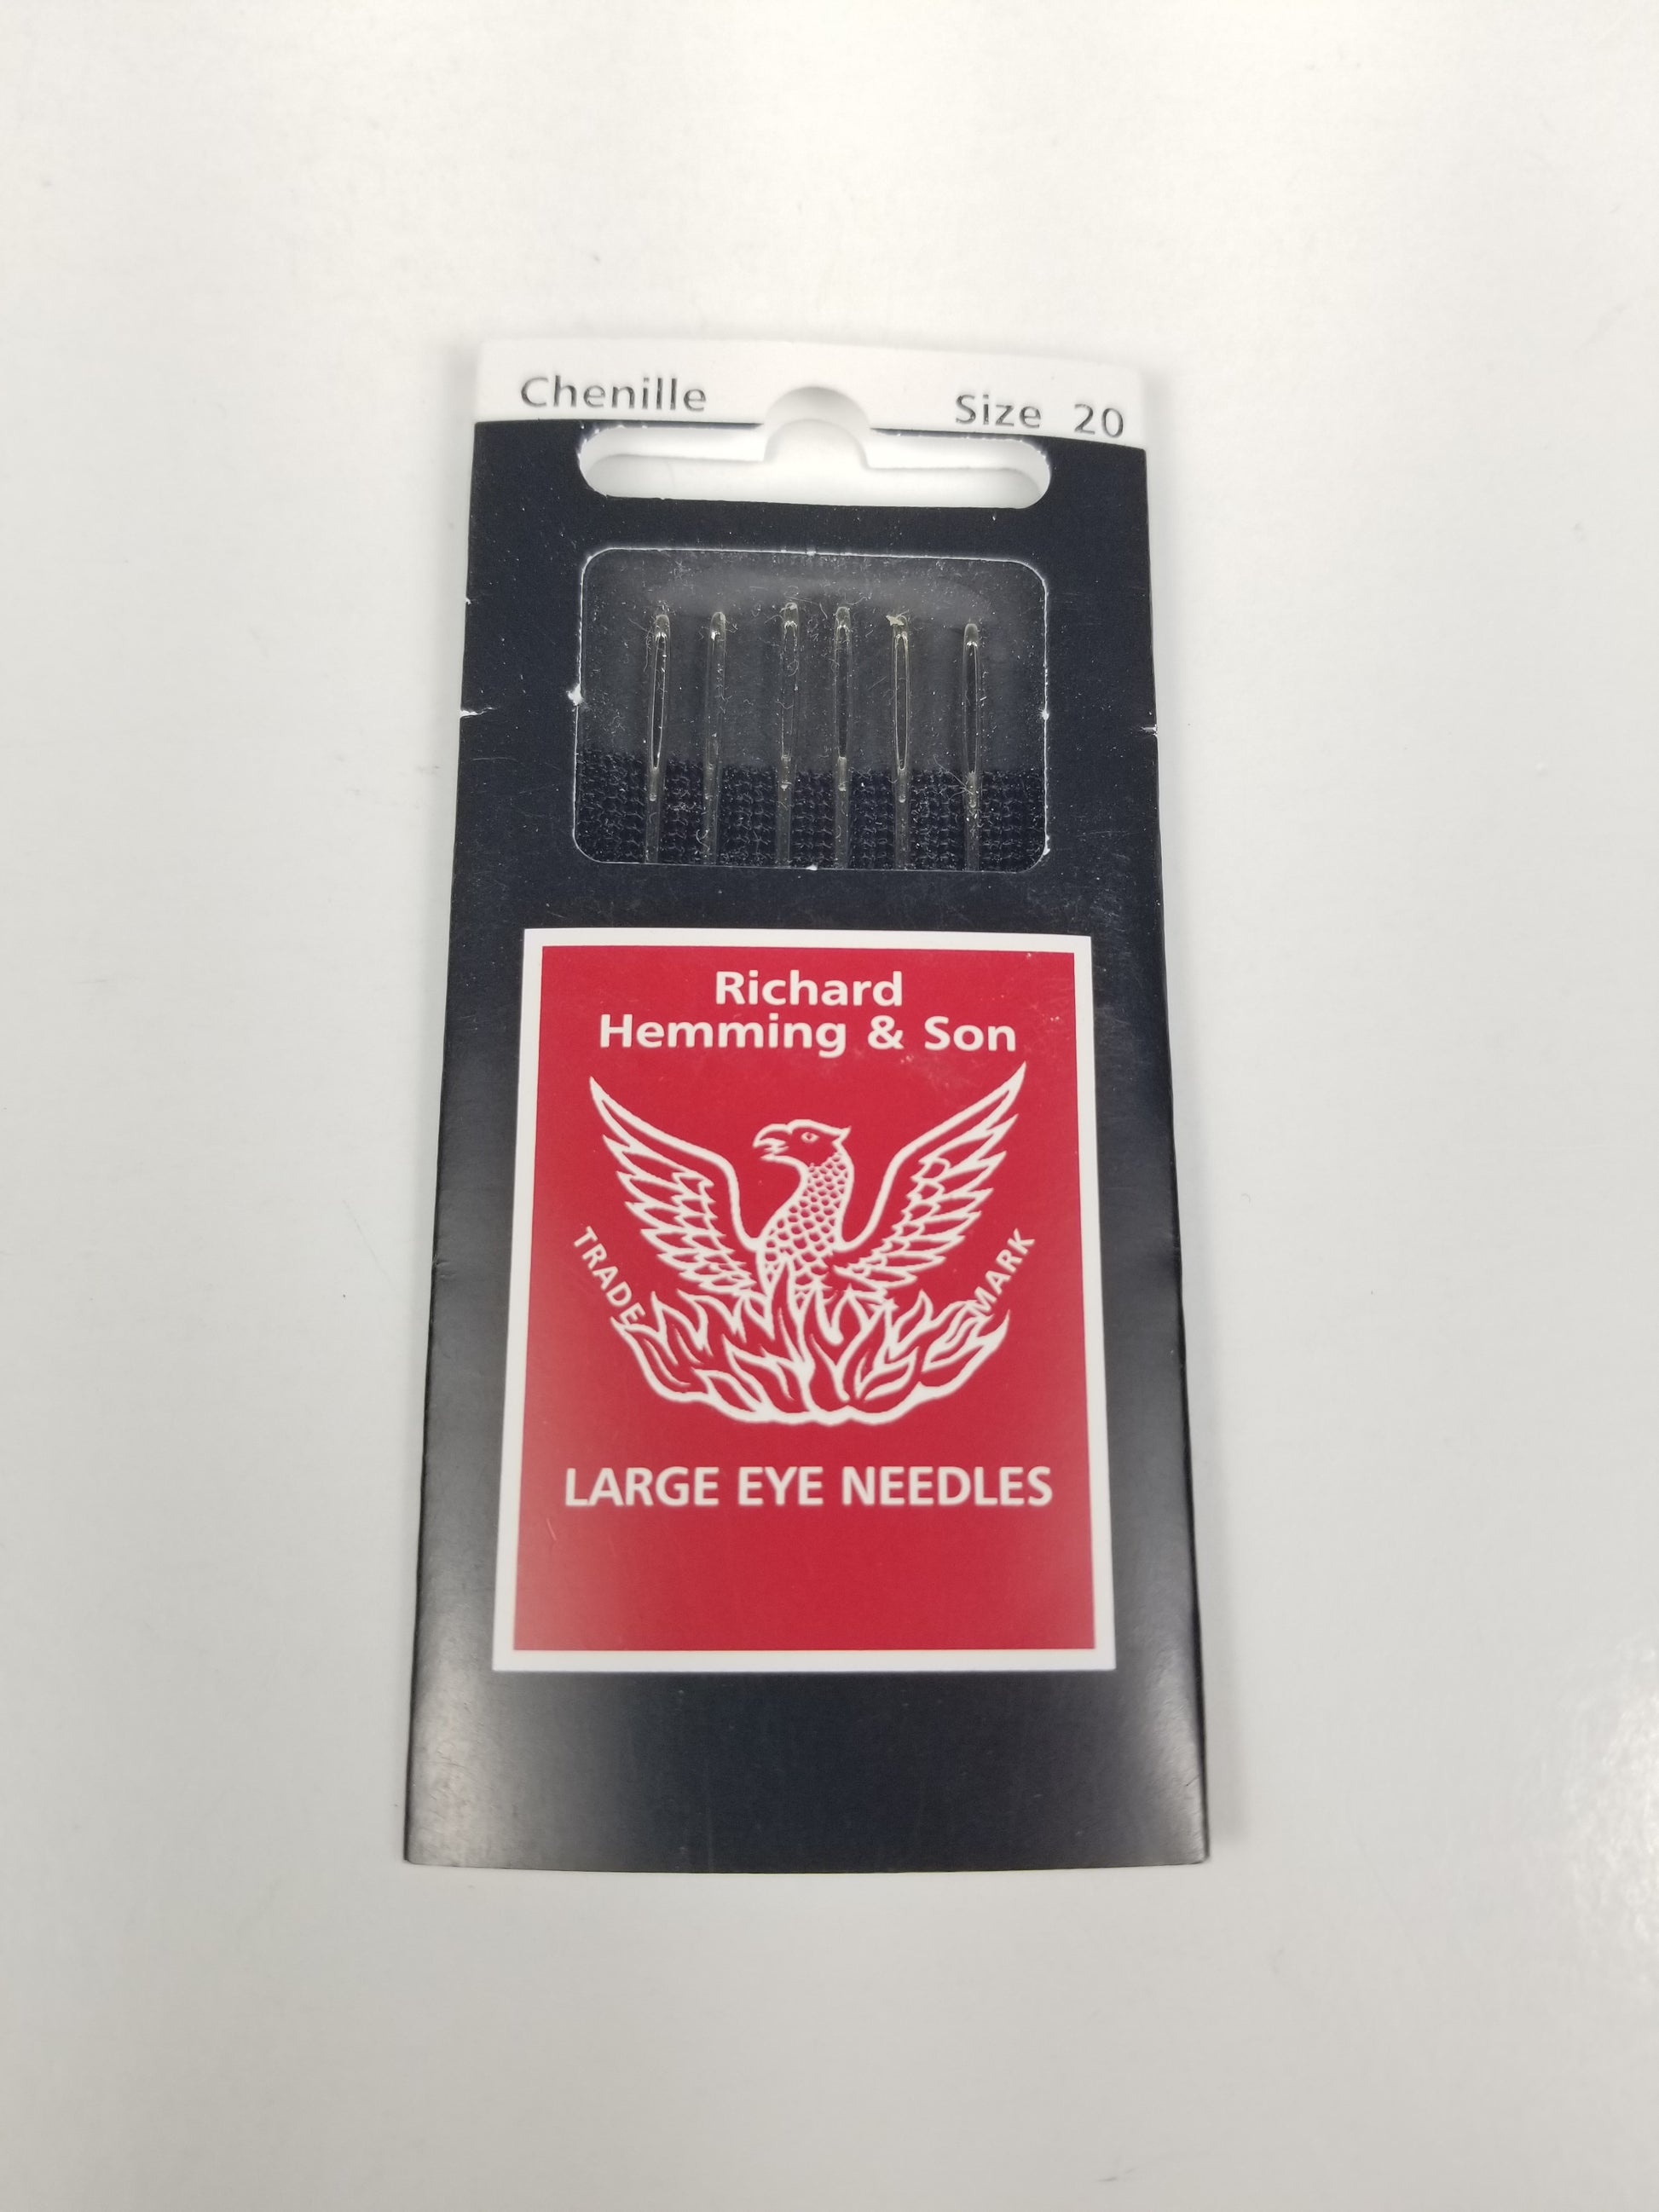 Chenille Size 20
Richard
Hemming & Son
TRADE MARK
LARGE EYE NEEDLES